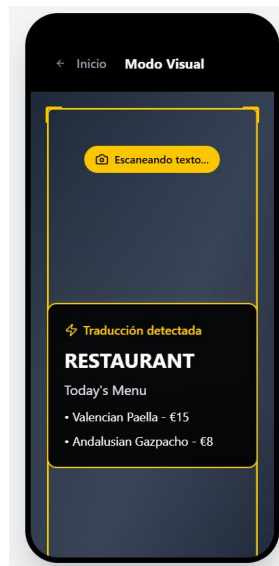 ← Inicio Modo Visual
Escaneando texto...
Traducción detectada
RESTAURANT
Today's Menu
• Valencian Paella - €15
• Andalusian Gazpacho - €8